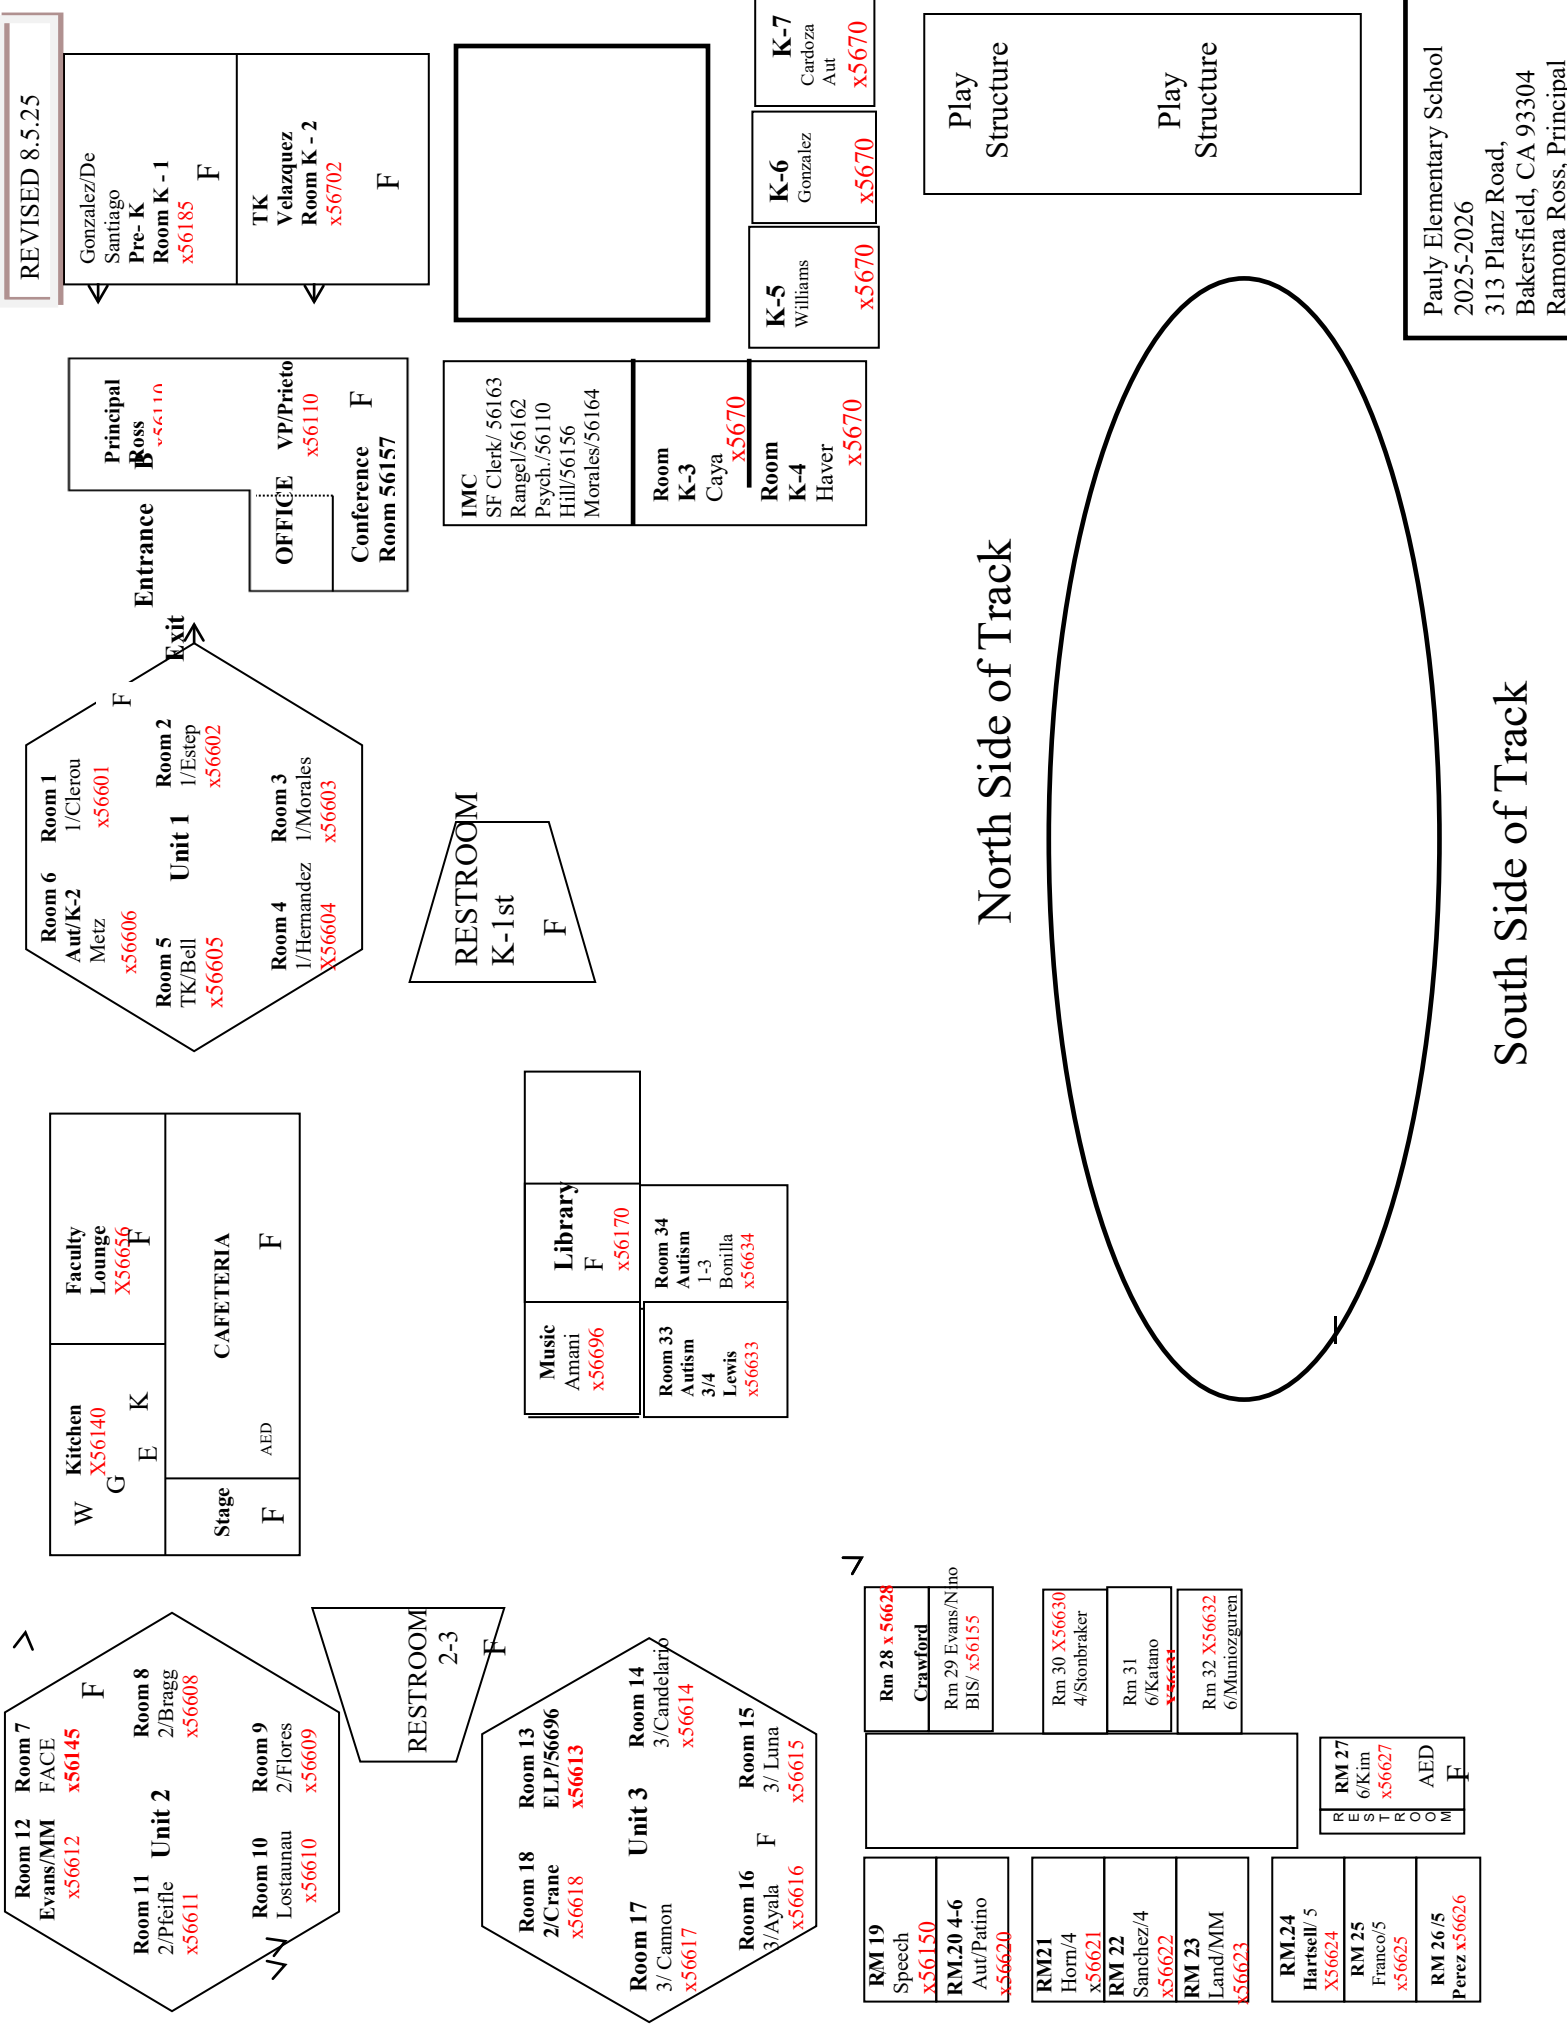 REVISED 8.5.25
Gonzalez/De
Santiago
Pre- K
Room K - 1
x56185
F
TK
Velazquez
Room K - 2
x56702
F
Principal
Ross
B
x56110
VP/Prieto
x56110
OFFICE
F
Conference
Room 56157
Entrance
Exit
IMC
SF Clerk/ 56163
Rangel/56162
Psych./56110
Hill/56156
Morales/56164
Room
K-3
Caya
x5670
Room
K-4
Haver
x5670
K-5
Williams
x5670
K-6
Gonzalez
x5670
K-7
Cardoza
Aut
x5670
Play
Structure
Play
Structure
Pauly Elementary School
2025-2026
313 Planz Road,
Bakersfield, CA 93304
Ramona Ross, Principal
F
Room 1
1/Clerou
x56601
Room 2
1/Estep
x56602
Room 3
1/Morales
x56603
Unit 1
Room 6
Aut/K-2
Metz
x56606
Room 5
TK/Bell
x56605
Room 4
1/Hernandez
X56604
RESTROOM
K-1st
F
North Side of Track
South Side of Track
Faculty
Lounge
X56656
F
CAFETERIA
F
AED
Kitchen
X56140
W
G
E
K
Stage
F
Library
F
x56170
Music
Amani
x56696
Room 34
Autism
1-3
Bonilla
x56634
Room 33
Autism
3/4
Lewis
x56633
Room 7
FACE
x56145
F
Room 8
2/Bragg
x56608
Room 9
2/Flores
x56609
Unit 2
Room 12
Evans/MM
x56612
Room 11
2/Pfeifle
x56611
Room 10
Lostaunau
x56610
RESTROOM
2-3
F
Room 13
ELP/56696
x56613
Room 14
3/Candelario
x56614
Room 15
3/ Luna
x56615
Unit 3
Room 18
2/Crane
x56618
Room 17
3/ Cannon
x56617
Room 16
3/Ayala
x56616
F
Rm 28 x 56628
Crawford
Rm 29 Evans/Nino
BIS/ x56155
Rm 30 X56630
4/Stonbraker
Rm 31
6/Katano
x56631
Rm 32 X56632
6/Muniozguren
RM 27
6/Kim
x56627
AED
F
RESTROOM
RM 19
Speech
x56150
RM.20 4-6
Aut/Patino
x56620
RM21
Horn/4
x56621
RM 22
Sanchez/4
x56622
RM 23
Land/MM
x56623
RM.24
Hartsell/ 5
X56624
RM 25
Franco/5
x56625
RM 26/5
Perez x56626